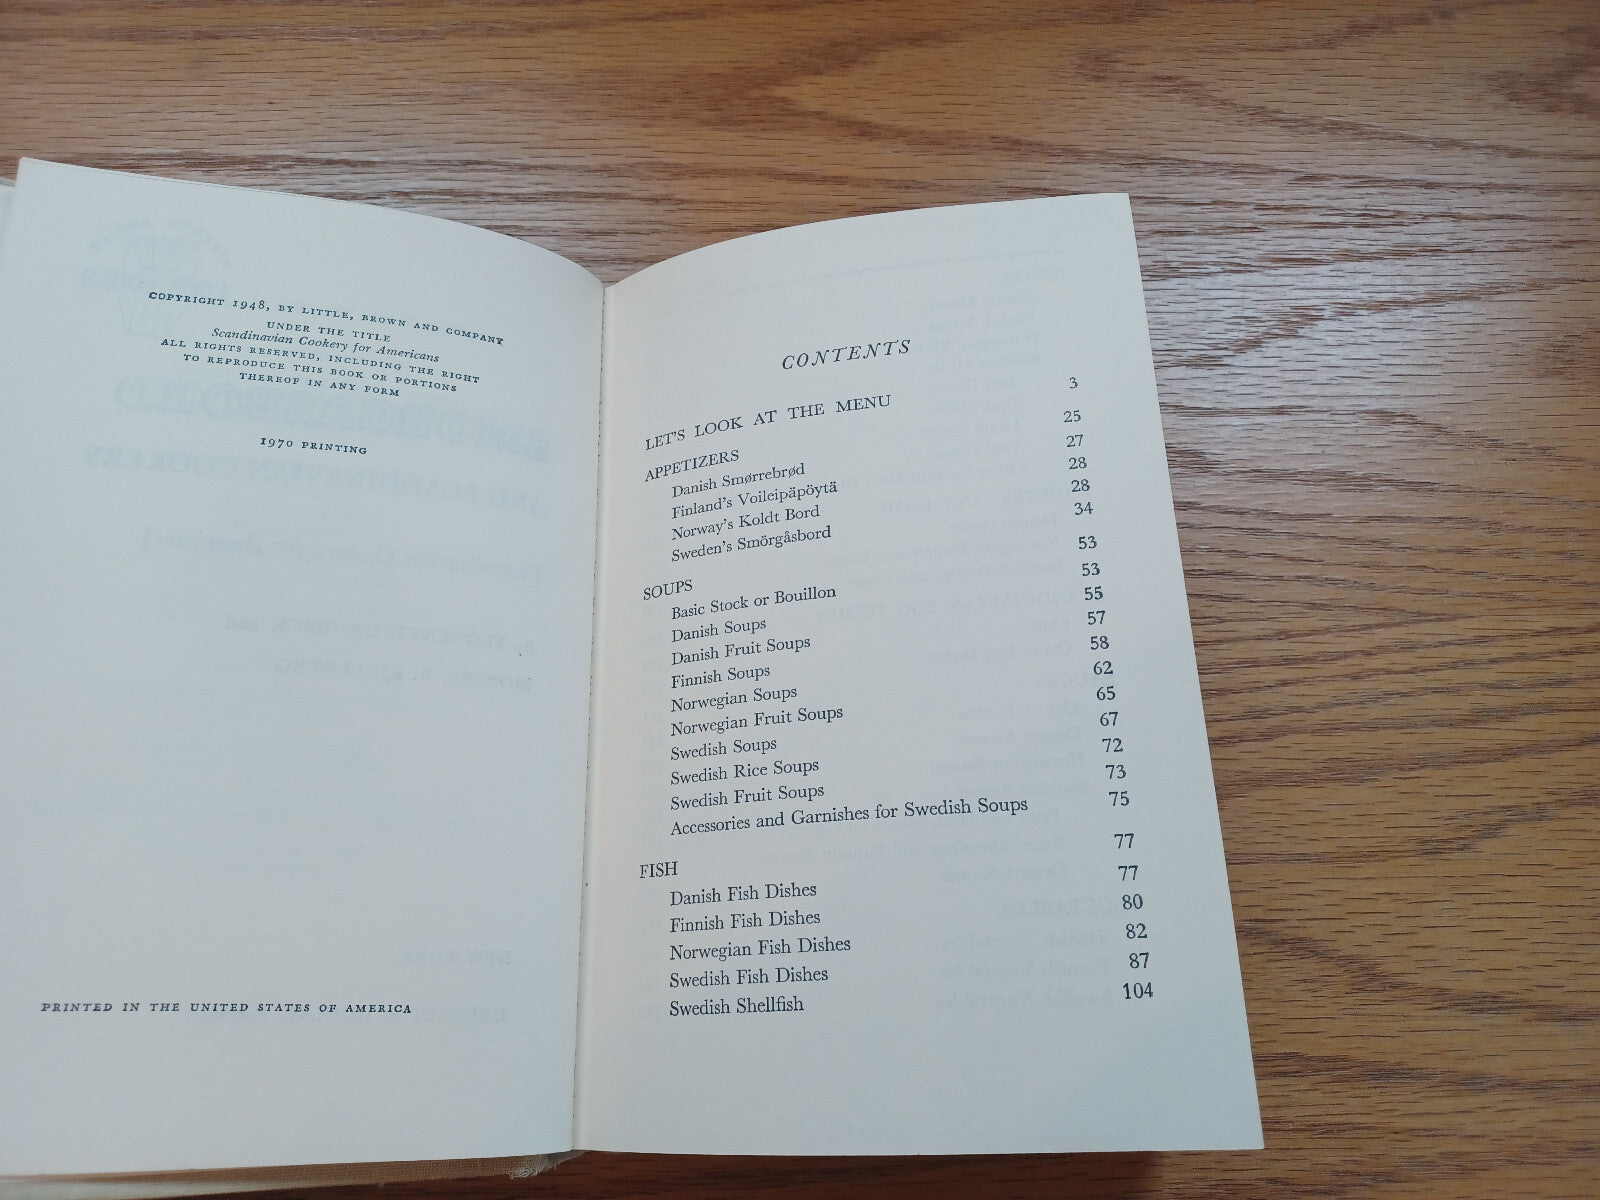 COPYRIGHT 1948, BY LITTLE, BROWN AND COMPANY
UNDER THE TITLE
Scandinavian Cookery for Americans
ALL RIGHTS RESERVED, INCLUDING THE RIGHT
TO REPRODUCE THIS BOOK OR PORTIONS
THEREOF IN ANY FORM
1970 PRINTING
PRINTED IN THE UNITED STATES OF AMERICA
CONTENTS
LET'S LOOK AT THE MENU 3
APPETIZERS 25
Danish Smørrebrød 27
Finland's Voileipäpöytä 28
Norway's Koldt Bord 28
Sweden's Smörgåsbord 34
SOUPS 53
Basic Stock or Bouillon 53
Danish Soups 55
Danish Fruit Soups 57
Finnish Soups 58
Norwegian Soups 62
Norwegian Fruit Soups 65
Swedish Soups 67
Swedish Rice Soups 72
Swedish Fruit Soups 73
Accessories and Garnishes for Swedish Soups 75
FISH 77
Danish Fish Dishes 77
Finnish Fish Dishes 80
Norwegian Fish Dishes 82
Swedish Fish Dishes 87
Swedish Shellfish 104